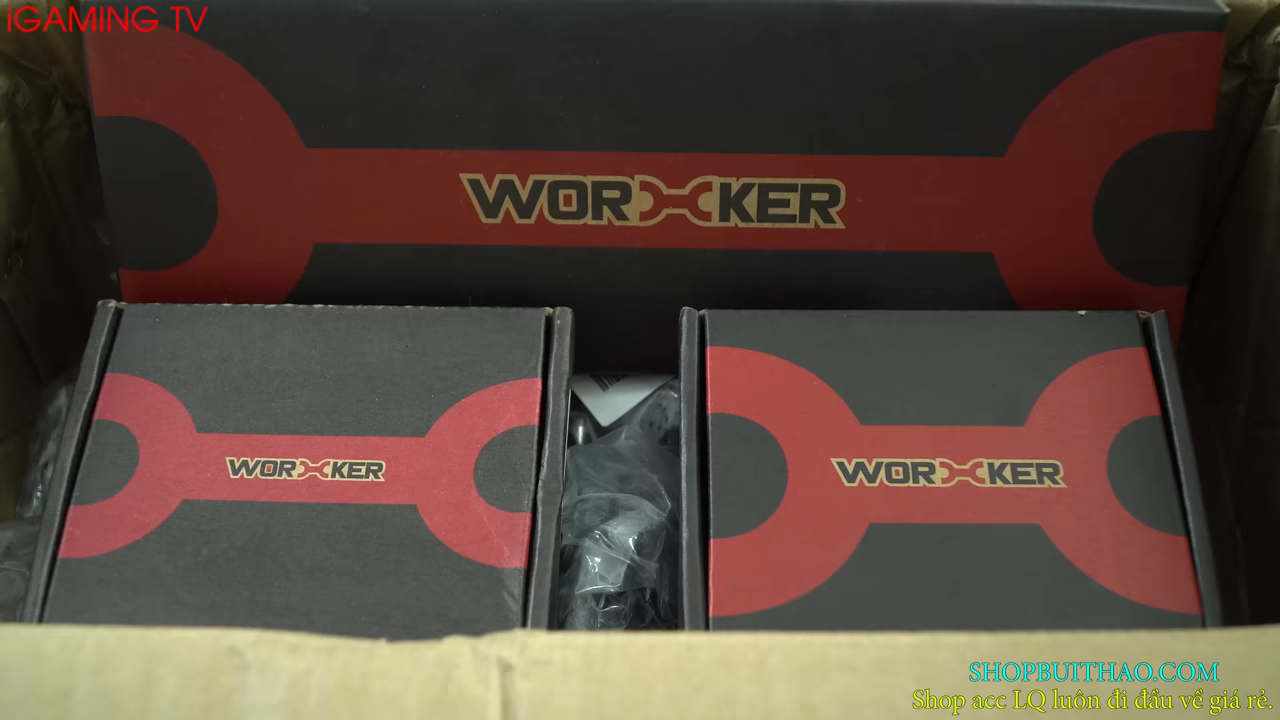 iGAMING TV
WORKER
WORKER
WORKER
SHOPBUITHAO.COM
Shop acc LQ luôn đi đầu về giá rẻ.